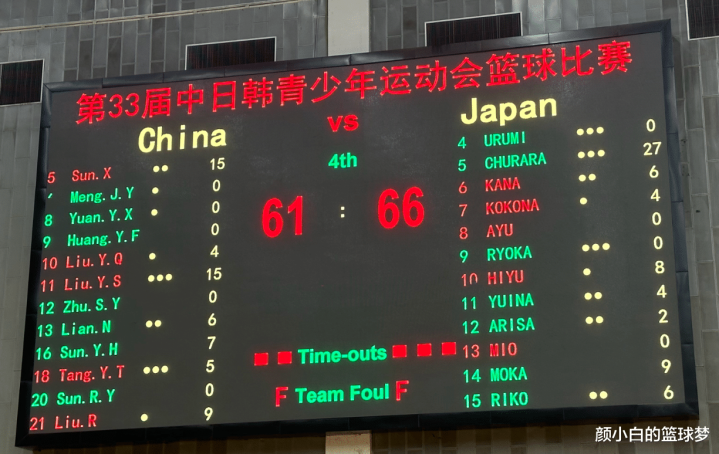 第33届中日韩青少年运动会篮球比赛
China vs Japan
4th
61 : 66
5 Sun.X 15
Meng.J.Y 0
8 Yuan.Y.X 0
9 Huang.Y.F 0
10 Liu.Y.Q 4
11 Liu.Y.S 15
12 Zhu.S.Y 0
13 Lian.N 6
16 Sun.Y.H 7
18 Tang.Y.T 5
20 Sun.R.Y 0
21 Liu.R 9
4 URUMI 0
5 CHURARA 27
6 KANA 6
7 KOKONA 4
8 AYU 0
9 RYOKA 0
10 HIYU 8
11 YUINA 4
12 ARISA 2
13 MIO 0
14 MOKA 9
15 RIKO 6
Time-outs
F Team Foul F
颜小白的篮球梦